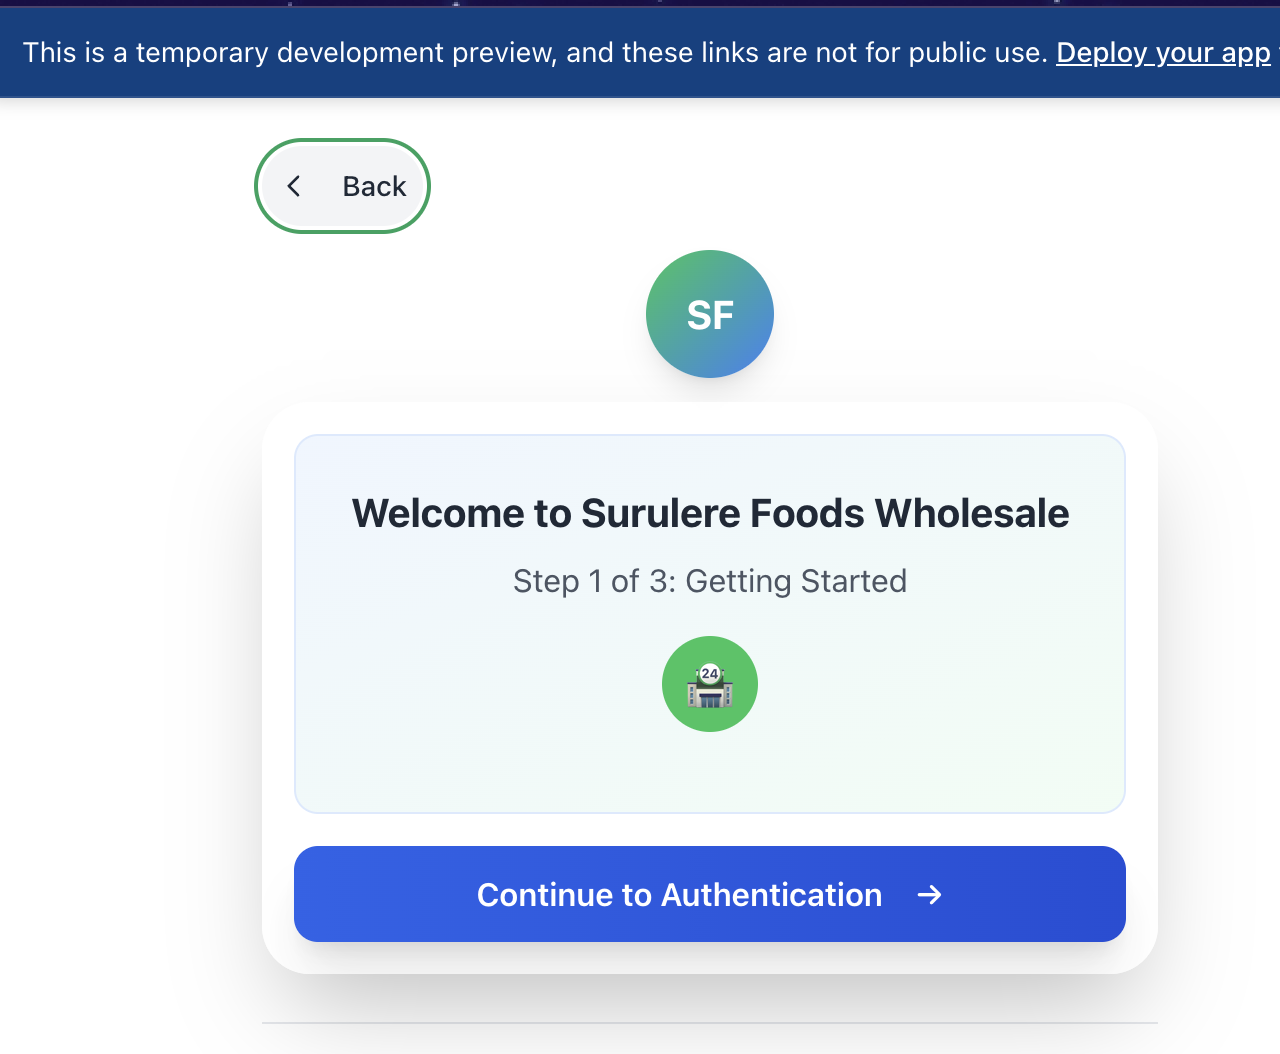 This is a temporary development preview, and these links are not for public use. Deploy your app
Back
SF
Welcome to Surulere Foods Wholesale
Step 1 of 3: Getting Started
24
Continue to Authentication →